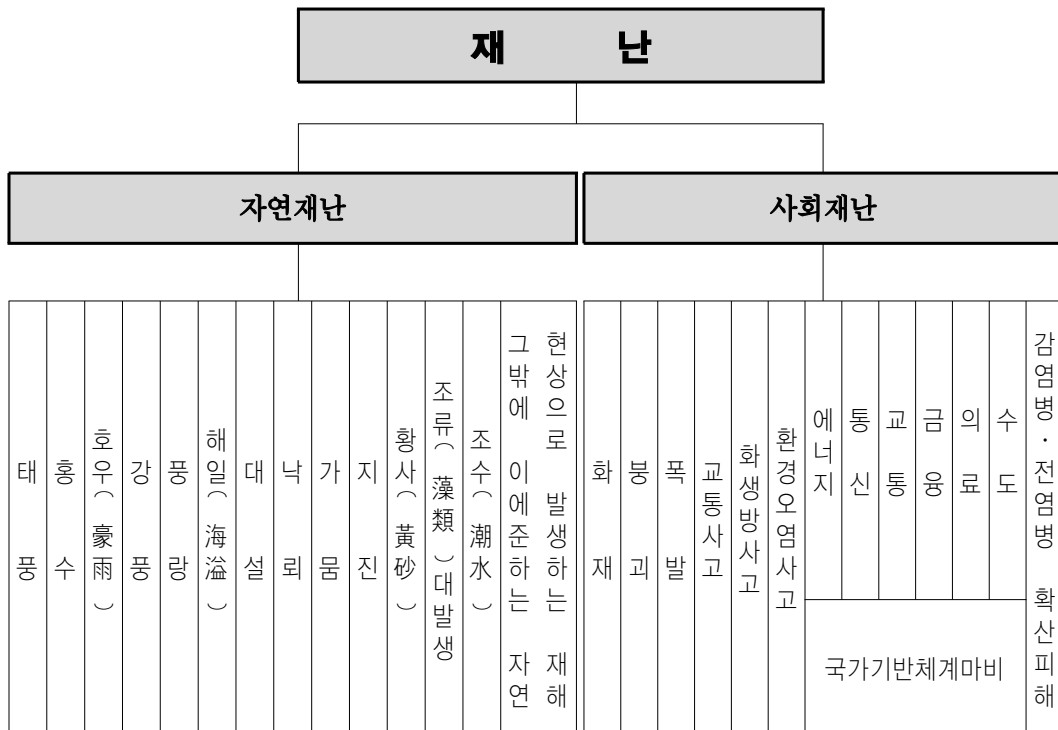 재 난
자연재난
사회재난
태풍
홍수
호우(豪雨)
강풍
풍랑
해일(海溢)
대설
낙뢰
가뭄
지진
황사(黃砂)
조류(藻類)대발생
조수(潮水)
그밖에 이에준하는 자연
현상으로 발생하는 재해
화재
붕괴
폭발
교통사고
화생방사고
환경오염사고
에너지
통신
교통
금융
의료
수도
국가기반체계마비
감염병·전염병 확산피해